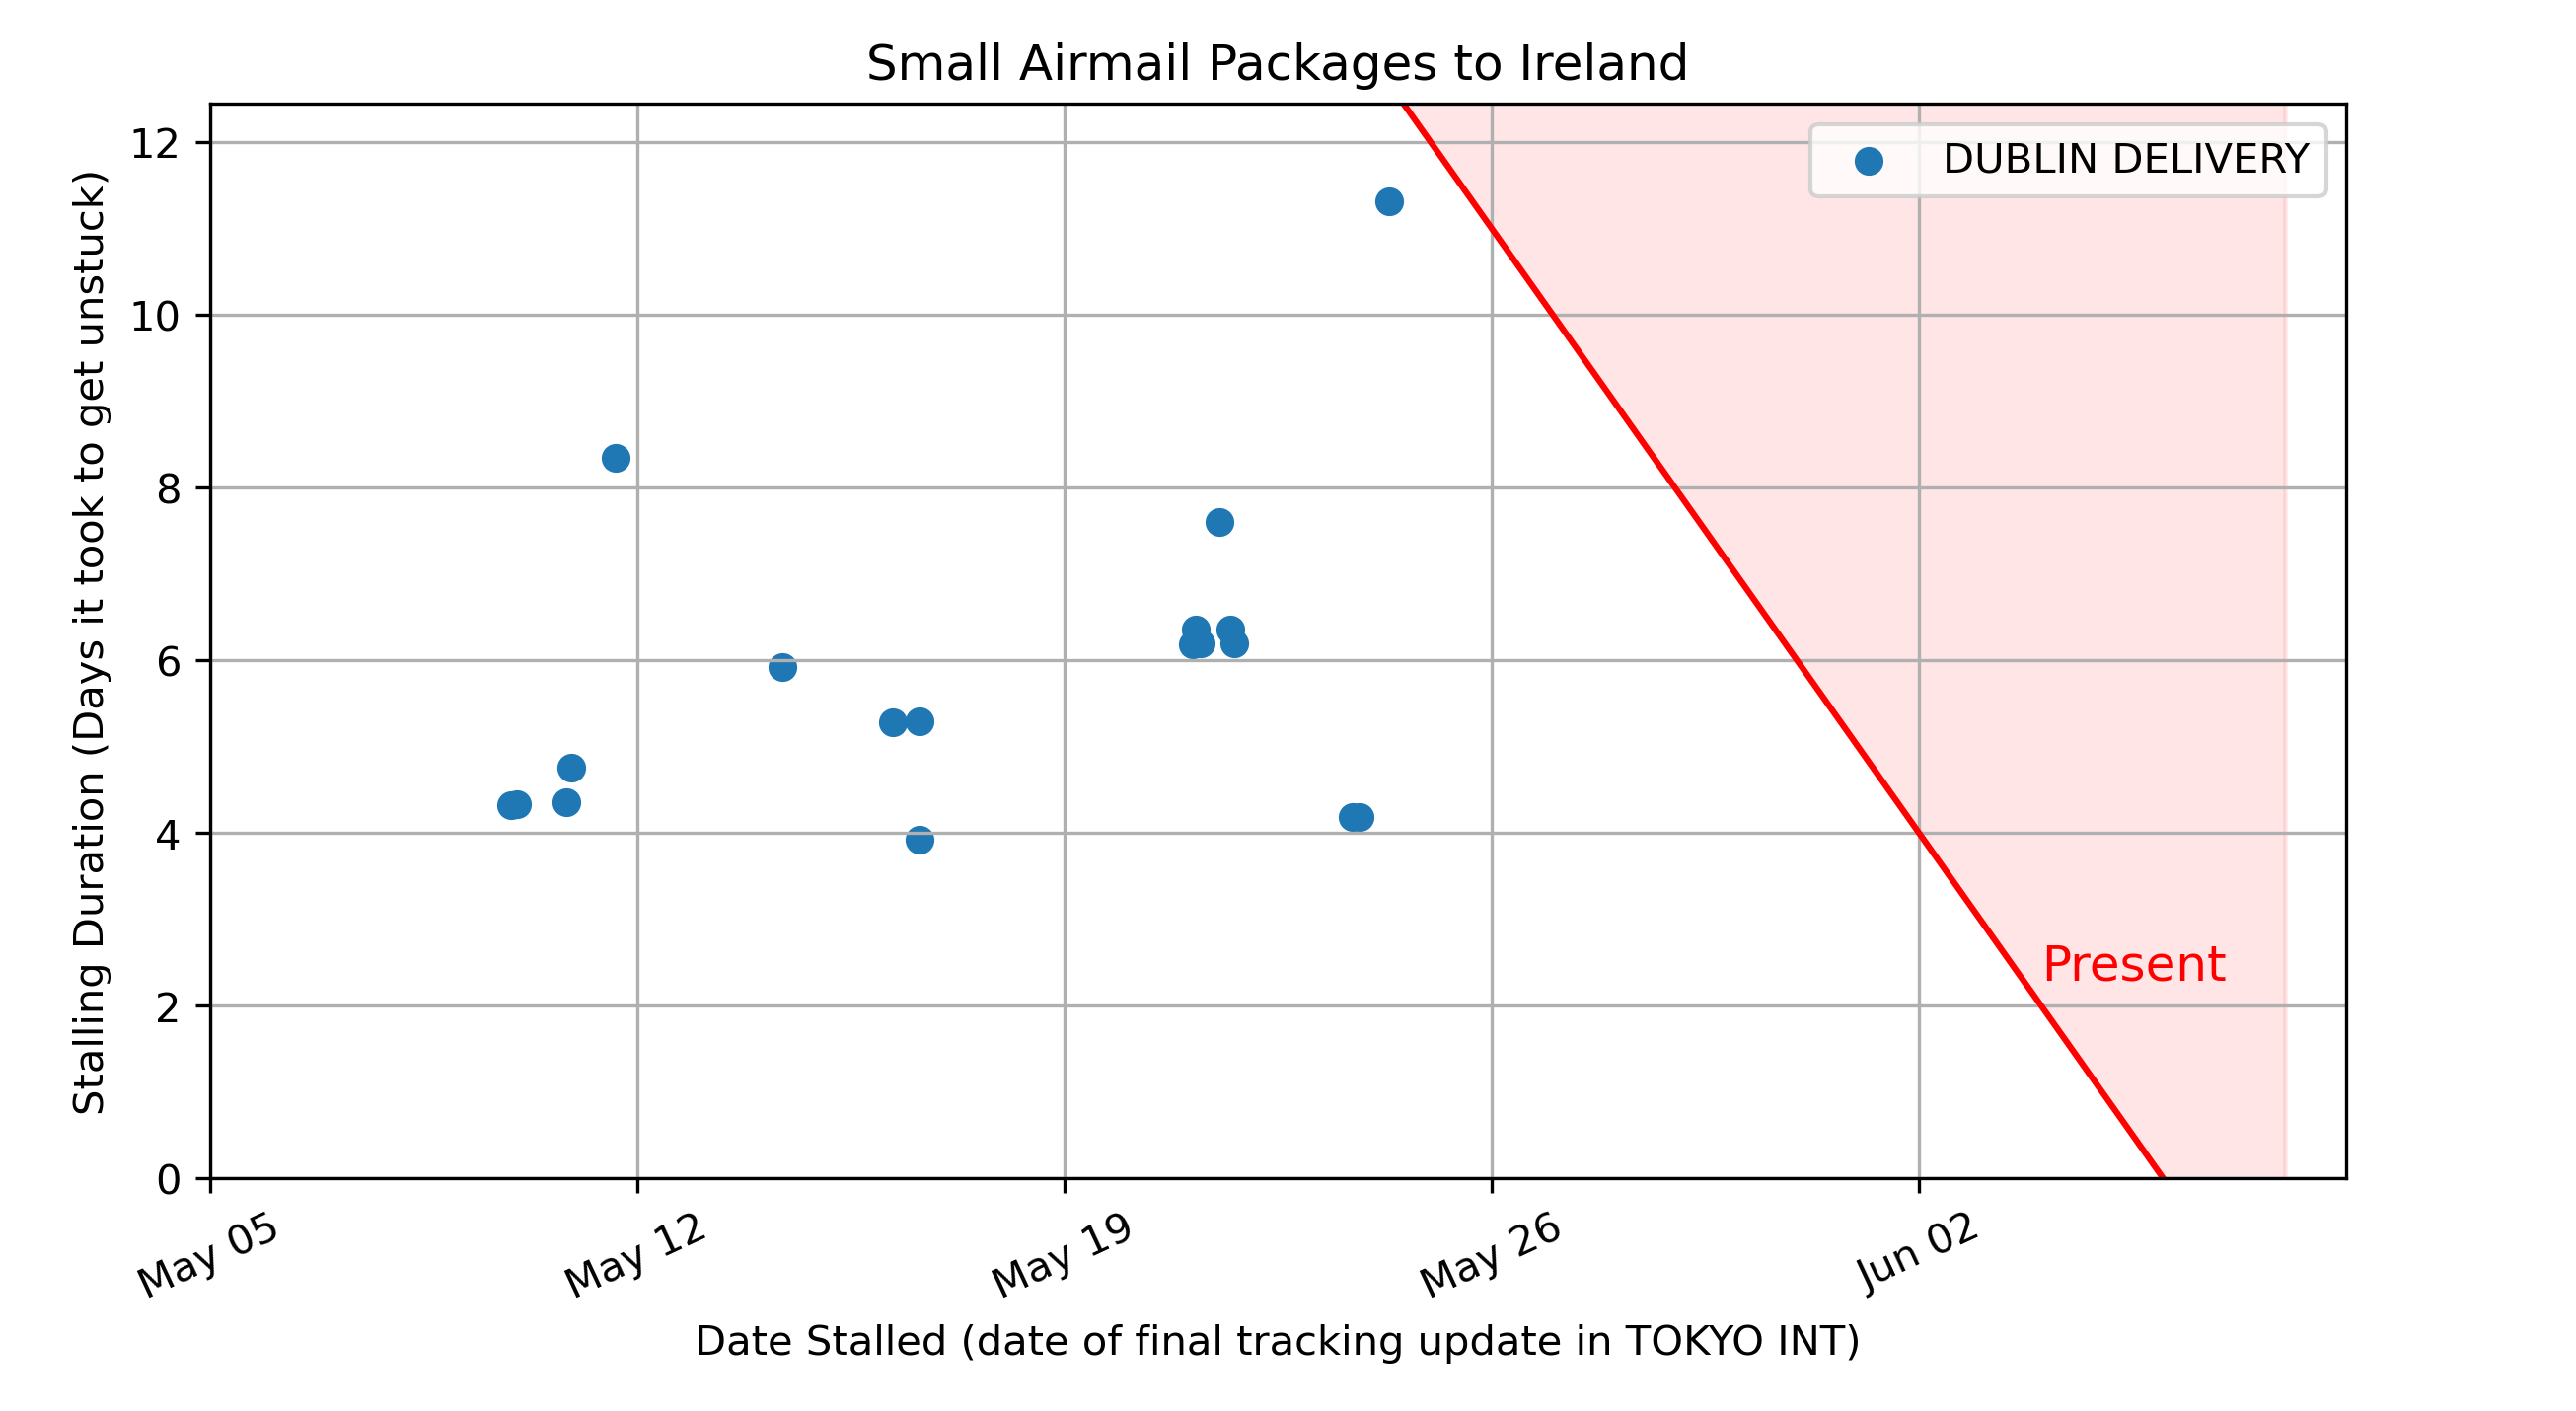 Small Airmail Packages to Ireland
DUBLIN DELIVERY
Stalling Duration (Days it took to get unstuck)
12
10
8
6
4
2
0
Present
May 05
May 12
May 19
May 26
Jun 02
Date Stalled (date of final tracking update in TOKYO INT)